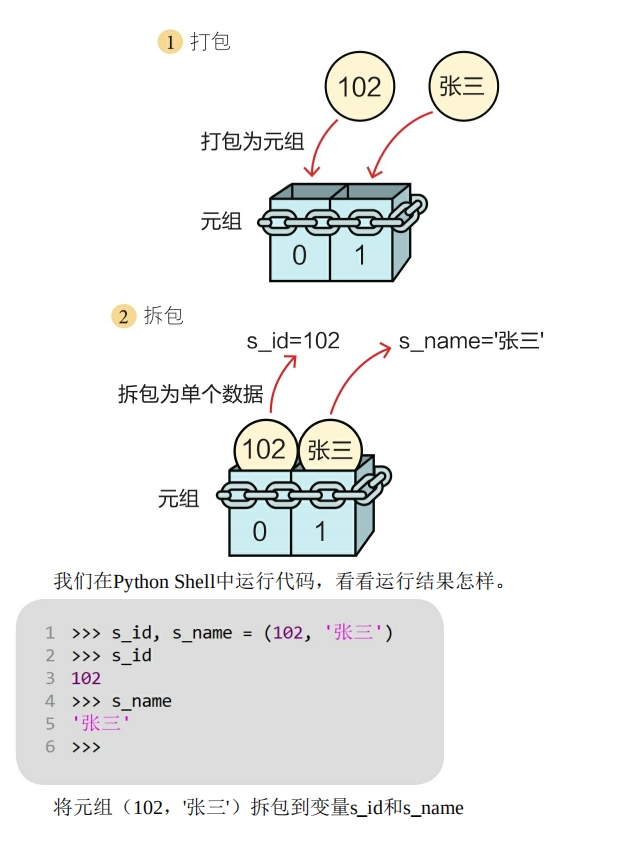 1 打包
102 张三
打包为元组
元组
0 1
2 拆包
s_id=102 s_name='张三'
拆包为单个数据
102 张三
元组
0 1
我们在Python Shell中运行代码，看看运行结果怎样。
1 >>> s_id, s_name = (102, '张三')
2 >>> s_id
3 102
4 >>> s_name
5 '张三'
6 >>>
将元组（102，'张三'）拆包到变量s_id和s_name